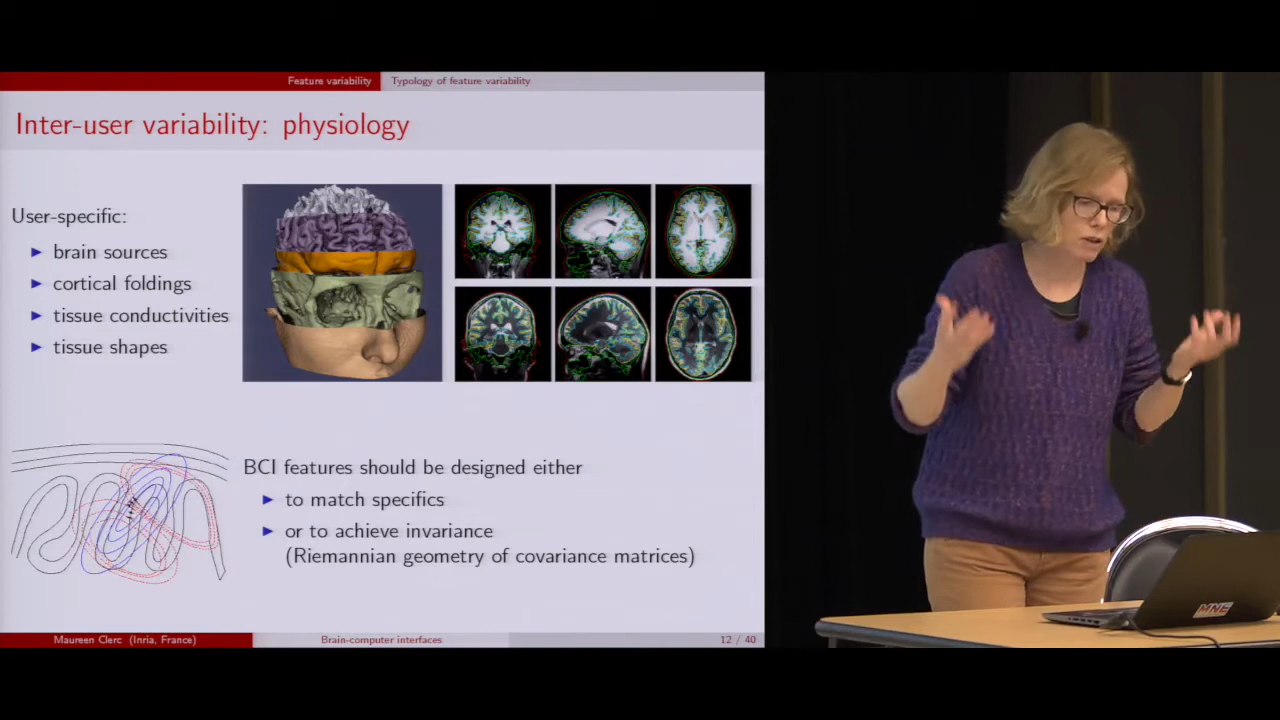 Feature variability
Typology of feature variability
Inter-user variability: physiology
User-specific:
brain sources
cortical foldings
tissue conductivities
tissue shapes
BCI features should be designed either
to match specifics
or to achieve invariance
(Riemannian geometry of covariance matrices)
Maureen Clerc (Inria, France)
Brain-computer interfaces
12 / 40
MNE